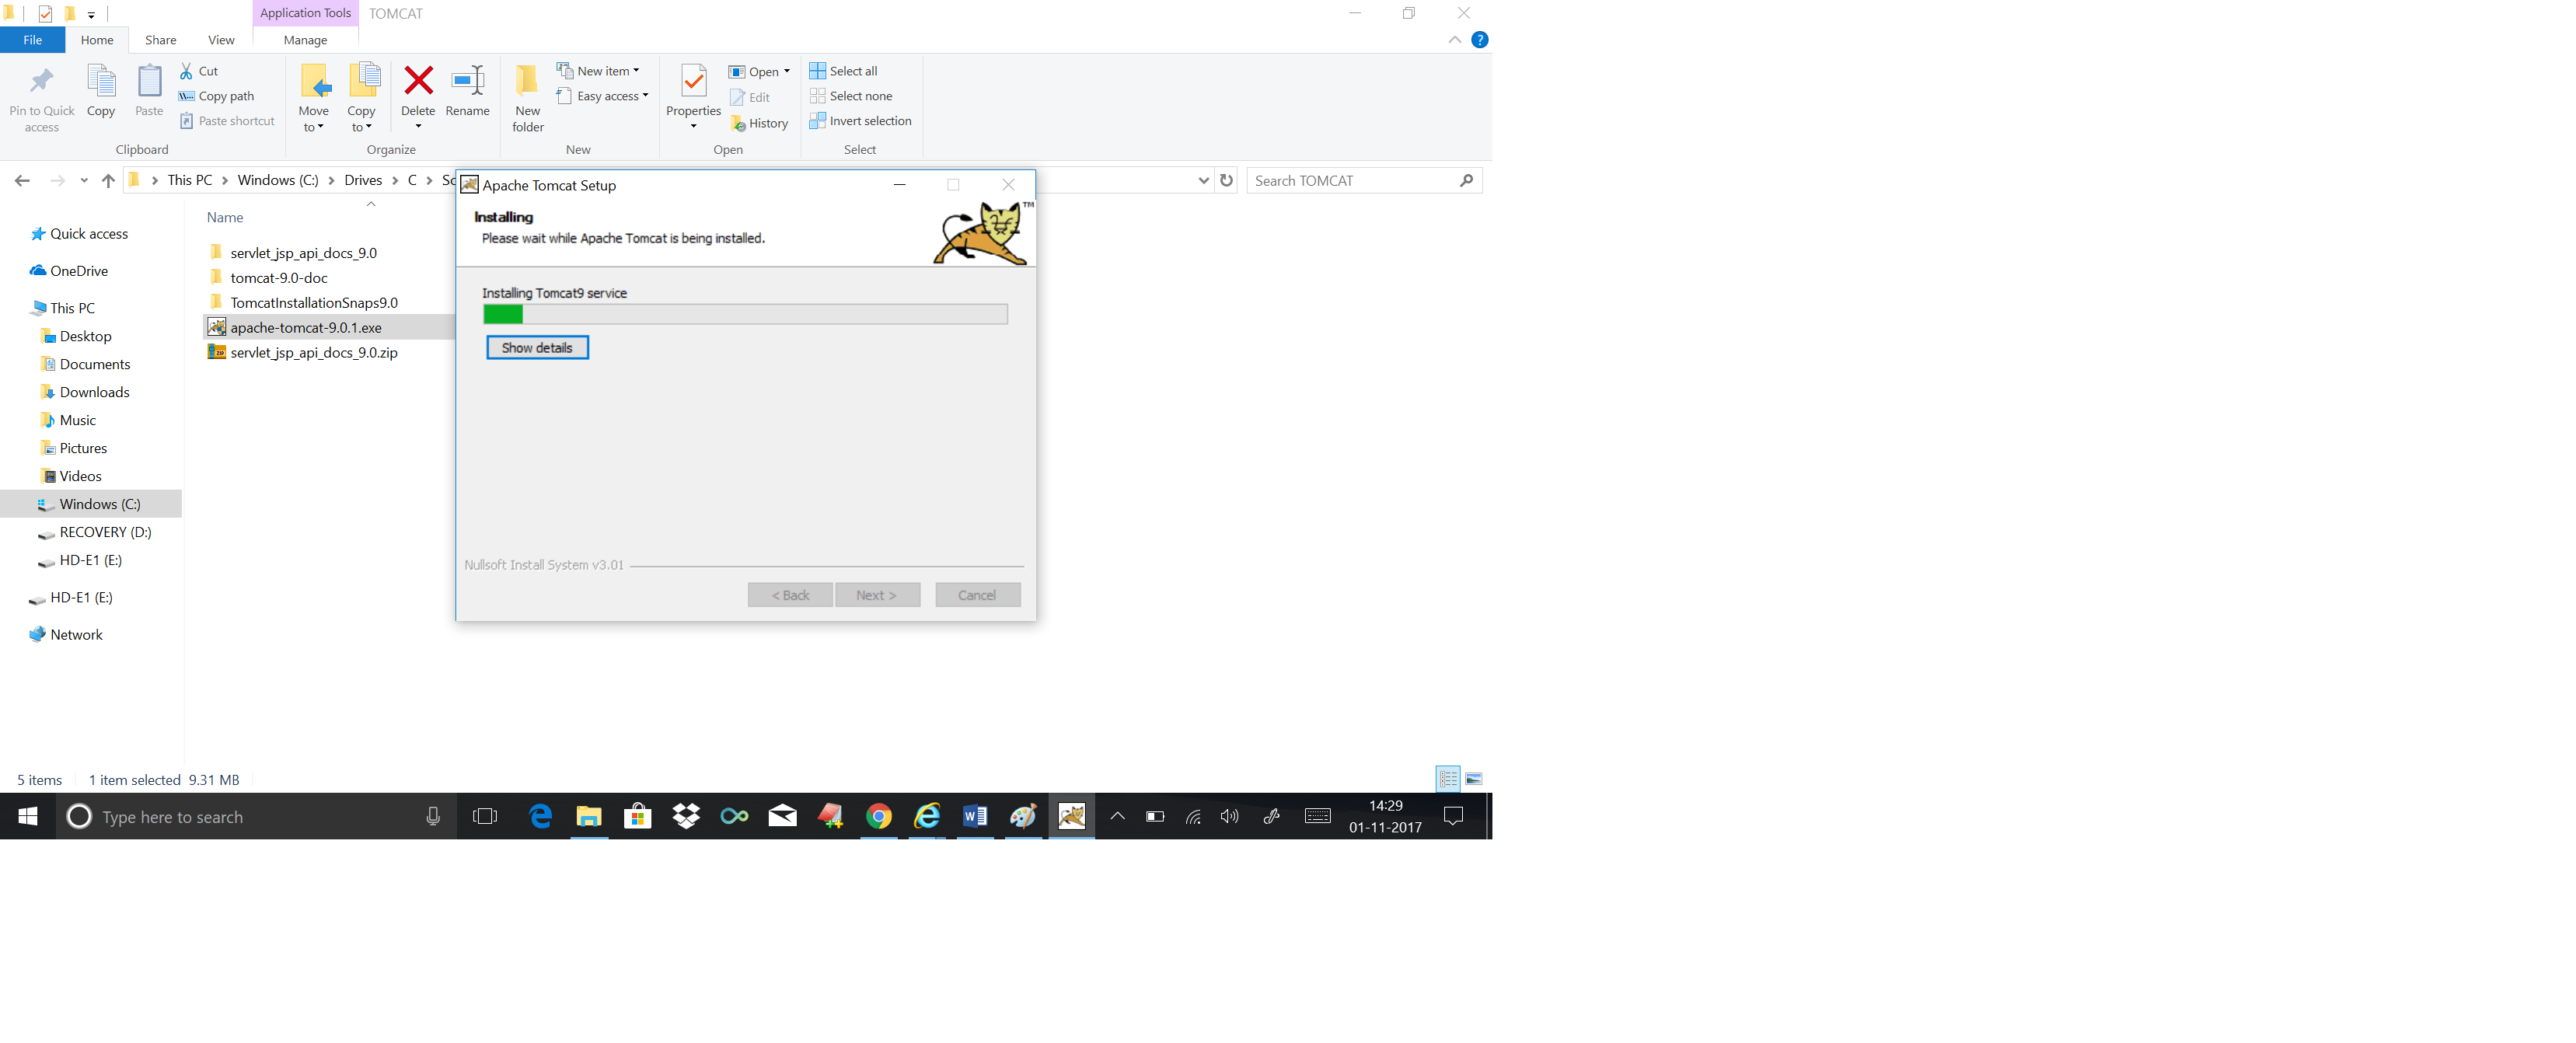 Application Tools
TOMCAT
File
Home
Share
View
Manage
Pin to Quick access
Copy
Paste
Cut
Copy path
Paste shortcut
Clipboard
Move to
Copy to
Delete
Rename
Organize
New folder
New item
Easy access
New
Properties
Open
Edit
History
Open
Select all
Select none
Invert selection
Select
This PC
Windows (C:)
Drives
C
Search TOMCAT
Quick access
OneDrive
This PC
Desktop
Documents
Downloads
Music
Pictures
Videos
Windows (C:)
RECOVERY (D:)
HD-E1 (E:)
HD-E1 (E:)
Network
Name
servlet_jsp_api_docs_9.0
tomcat-9.0-doc
TomcatInstallationSnaps9.0
apache-tomcat-9.0.1.exe
servlet_jsp_api_docs_9.0.zip
Apache Tomcat Setup
Installing
Please wait while Apache Tomcat is being installed.
TM
Installing Tomcat9 service
Show details
Nullsoft Install System v3.01
< Back
Next >
Cancel
5 items
1 item selected 9.31 MB
Type here to search
14:29
01-11-2017